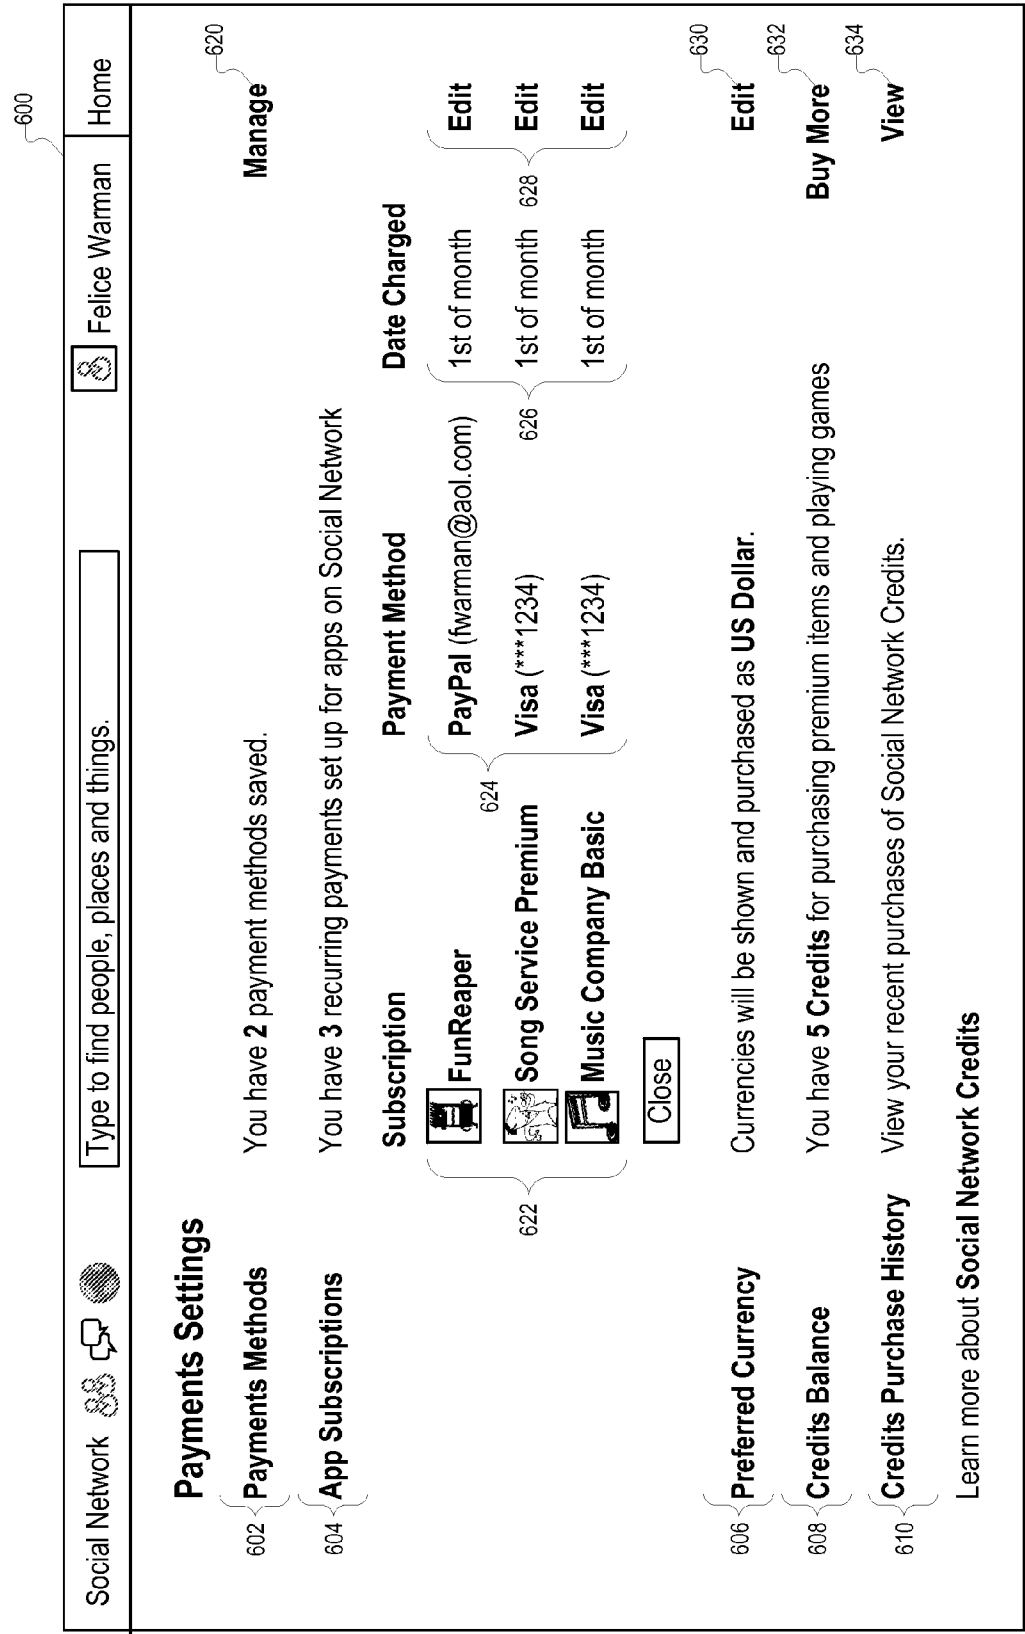 600
Social Network Type to find people, places and things. Felice Warman Home
Payments Settings
620
602 Payments Methods You have 2 payment methods saved. Manage
604 App Subscriptions You have 3 recurring payments set up for apps on Social Network
Subscription Payment Method Date Charged
FunReaper PayPal (fwarman@aol.com) 1st of month Edit
622 624 626 628
Song Service Premium Visa (***1234) 1st of month Edit
Music Company Basic Visa (***1234) 1st of month Edit
Close
630
606 Preferred Currency Currencies will be shown and purchased as US Dollar. Edit
632
608 Credits Balance You have 5 Credits for purchasing premium items and playing games Buy More
634
610 Credits Purchase History View your recent purchases of Social Network Credits. View
Learn more about Social Network Credits